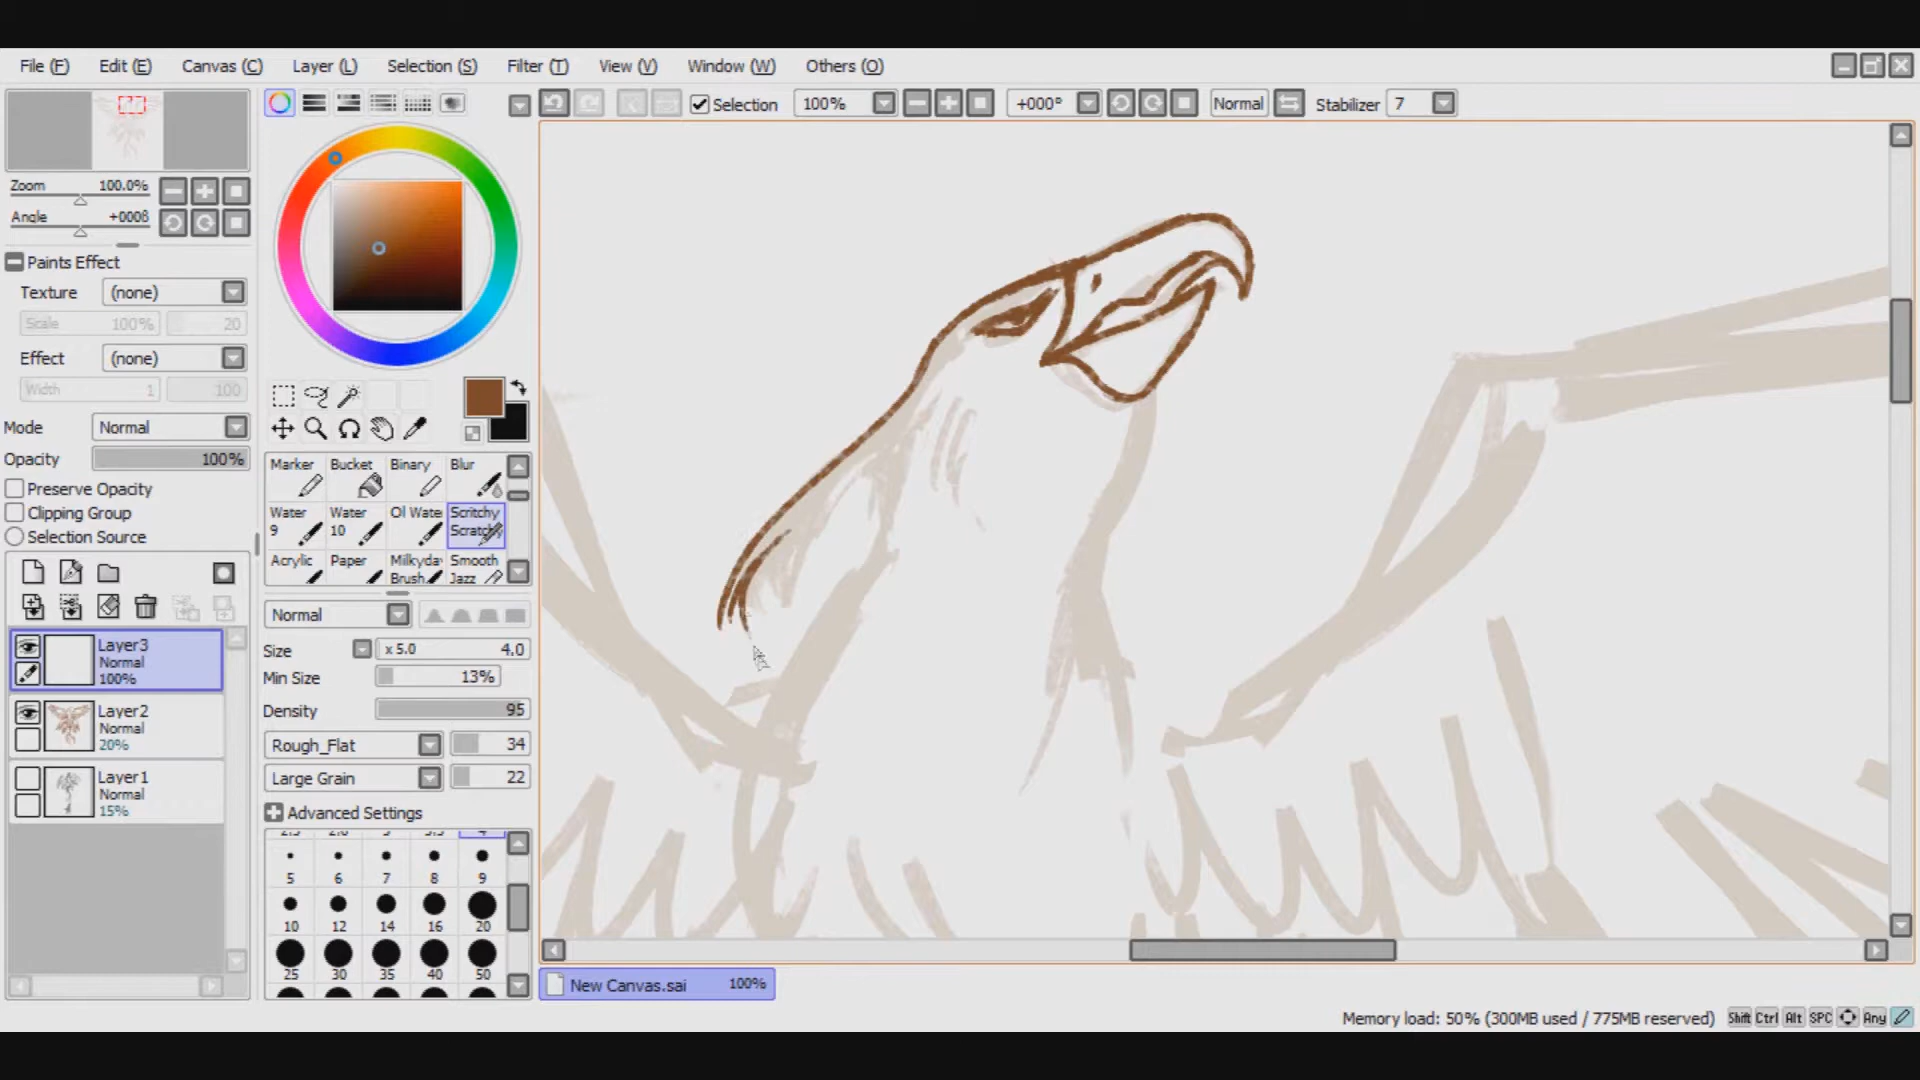 File (F) Edit (E) Canvas (C) Layer (L) Selection (S) Filter (T) View (V) Window (W) Others (O)
Selection 100% +000° Normal Stabilizer 7
Zoom 100.0%
Angle +000ß
Paints Effect
Texture (none)
Scale 100% 20
Effect (none)
Width 1 100
Mode Normal
Opacity 100%
Preserve Opacity
Clipping Group
Selection Source
Layer3
Normal
100%
Layer2
Normal
20%
Layer1
Normal
15%
Marker Bucket Binary Blur
Water 9 Water 10 Ol Wate Scritchy Scratchy
Acrylic Paper Milkyda Brush Smooth Jazz
Normal
Size x 5.0 4.0
Min Size 13%
Density 95
Rough_Flat 34
Large Grain 22
Advanced Settings
5 6 7 8 9
10 12 14 16 20
25 30 35 40 50
New Canvas.sai 100%
Memory load: 50% (300MB used / 775MB reserved) Shift Ctrl Alt SPC Any